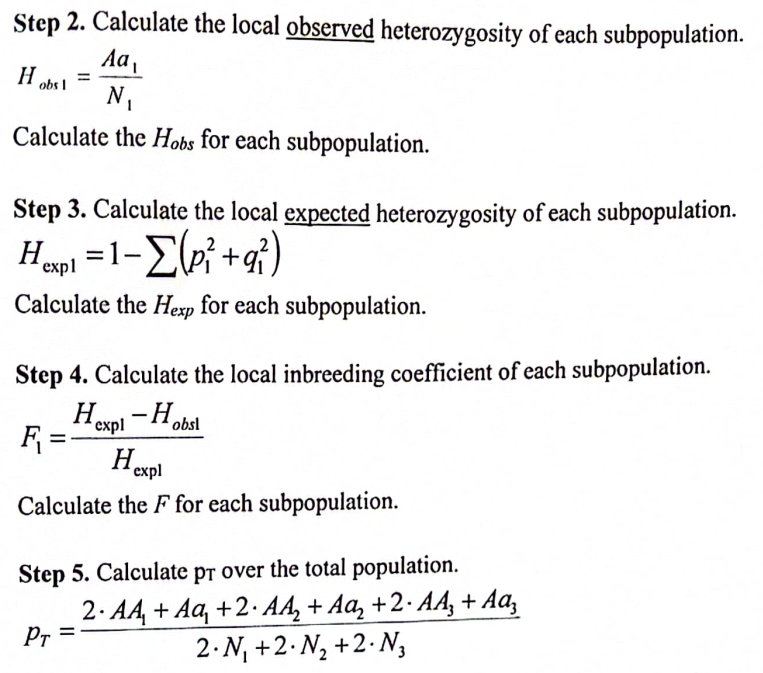 Step 2. Calculate the local observed heterozygosity of each subpopulation.
H_{obs 1} = \frac{Aa_1}{N_1}
Calculate the H_{obs} for each subpopulation.
Step 3. Calculate the local expected heterozygosity of each subpopulation.
H_{exp1} = 1 - \sum(p_1^2 + q_1^2)
Calculate the H_{exp} for each subpopulation.
Step 4. Calculate the local inbreeding coefficient of each subpopulation.
F_1 = \frac{H_{exp1} - H_{obs1}}{H_{exp1}}
Calculate the F for each subpopulation.
Step 5. Calculate p_T over the total population.
p_T = \frac{2 \cdot AA_1 + Aa_1 + 2 \cdot AA_2 + Aa_2 + 2 \cdot AA_3 + Aa_3}{2 \cdot N_1 + 2 \cdot N_2 + 2 \cdot N_3}